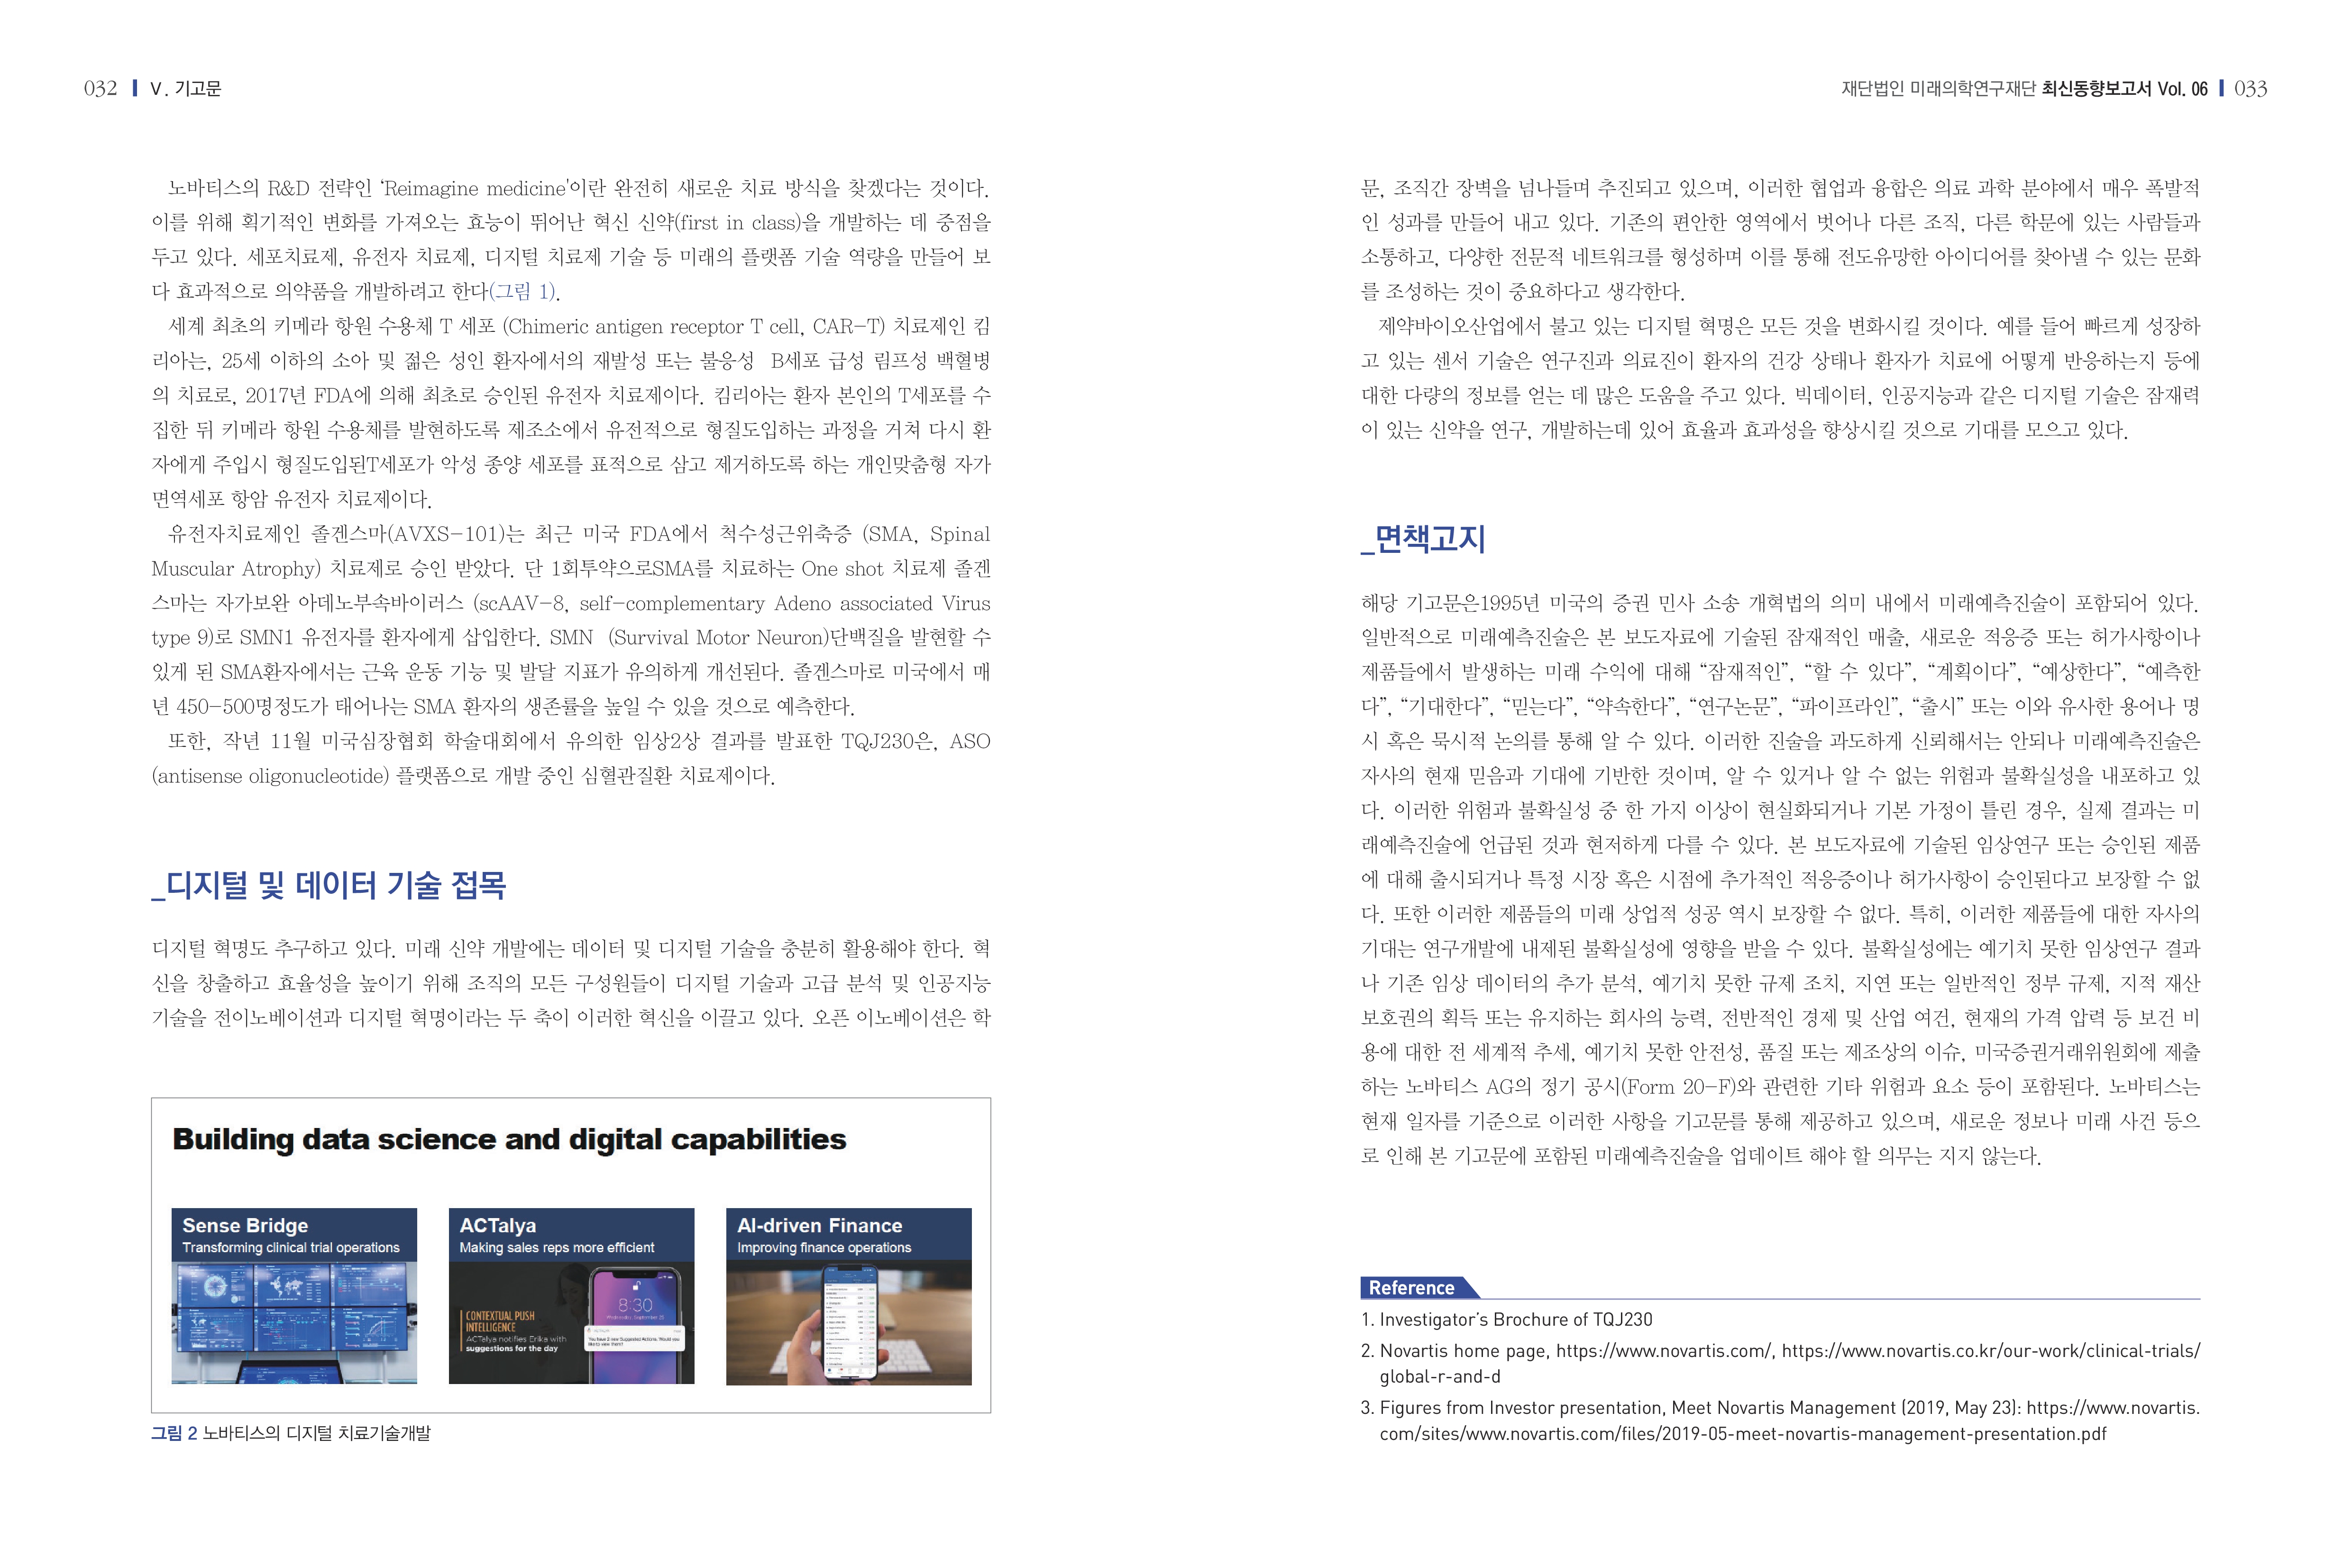 032 V. 기고문
노바티스의 R&D 전략인 ‘Reimagine medicine'이란 완전히 새로운 치료 방식을 찾겠다는 것이다.
이를 위해 획기적인 변화를 가져오는 효능이 뛰어난 혁신 신약(first in class)을 개발하는 데 중점을
두고 있다. 세포치료제, 유전자 치료제, 디지털 치료제 기술 등 미래의 플랫폼 기술 역량을 만들어 보
다 효과적으로 의약품을 개발하려고 한다(그림 1).
세계 최초의 키메라 항원 수용체 T 세포 (Chimeric antigen receptor T cell, CAR-T) 치료제인 킴
리아는, 25세 이하의 소아 및 젊은 성인 환자에서의 재발성 또는 불응성 B세포 급성 림프성 백혈병
의 치료로, 2017년 FDA에 의해 최초로 승인된 유전자 치료제이다. 킴리아는 환자 본인의 T세포를 수
집한 뒤 키메라 항원 수용체를 발현하도록 제조소에서 유전적으로 형질도입하는 과정을 거쳐 다시 환
자에게 주입시 형질도입된T세포가 악성 종양 세포를 표적으로 삼고 제거하도록 하는 개인맞춤형 자가
면역세포 항암 유전자 치료제이다.
유전자치료제인 졸겐스마(AVXS-101)는 최근 미국 FDA에서 척수성근위축증 (SMA, Spinal
Muscular Atrophy) 치료제로 승인 받았다. 단 1회투약으로SMA를 치료하는 One shot 치료제 졸겐
스마는 자가보완 아데노부속바이러스 (scAAV-8, self-complementary Adeno associated Virus
type 9)로 SMN1 유전자를 환자에게 삽입한다. SMN (Survival Motor Neuron)단백질을 발현할 수
있게 된 SMA환자에서는 근육 운동 기능 및 발달 지표가 유의하게 개선된다. 졸겐스마로 미국에서 매
년 450-500명정도가 태어나는 SMA 환자의 생존률을 높일 수 있을 것으로 예측한다.
또한, 작년 11월 미국심장협회 학술대회에서 유의한 임상2상 결과를 발표한 TQJ230은, ASO
(antisense oligonucleotide) 플랫폼으로 개발 중인 심혈관질환 치료제이다.
_디지털 및 데이터 기술 접목
디지털 혁명도 추구하고 있다. 미래 신약 개발에는 데이터 및 디지털 기술을 충분히 활용해야 한다. 혁
신을 창출하고 효율성을 높이기 위해 조직의 모든 구성원들이 디지털 기술과 고급 분석 및 인공지능
기술을 전이노베이션과 디지털 혁명이라는 두 축이 이러한 혁신을 이끌고 있다. 오픈 이노베이션은 학
Building data science and digital capabilities
Sense Bridge
Transforming clinical trial operations
ACTalya
Making sales reps more efficient
CONTEXTUAL PUSH
INTELLIGENCE
ACTalya notifies Erika with
suggestions for the day
8:30
AI-driven Finance
Improving finance operations
그림 2 노바티스의 디지털 치료기술개발
재단법인 미래의학연구재단 최신동향보고서 Vol. 06 033
문, 조직간 장벽을 넘나들며 추진되고 있으며, 이러한 협업과 융합은 의료 과학 분야에서 매우 폭발적
인 성과를 만들어 내고 있다. 기존의 편안한 영역에서 벗어나 다른 조직, 다른 학문에 있는 사람들과
소통하고, 다양한 전문적 네트워크를 형성하며 이를 통해 전도유망한 아이디어를 찾아낼 수 있는 문화
를 조성하는 것이 중요하다고 생각한다.
제약바이오산업에서 불고 있는 디지털 혁명은 모든 것을 변화시킬 것이다. 예를 들어 빠르게 성장하
고 있는 센서 기술은 연구진과 의료진이 환자의 건강 상태나 환자가 치료에 어떻게 반응하는지 등에
대한 다량의 정보를 얻는 데 많은 도움을 주고 있다. 빅데이터, 인공지능과 같은 디지털 기술은 잠재력
이 있는 신약을 연구, 개발하는데 있어 효율과 효과성을 향상시킬 것으로 기대를 모으고 있다.
_면책고지
해당 기고문은1995년 미국의 증권 민사 소송 개혁법의 의미 내에서 미래예측진술이 포함되어 있다.
일반적으로 미래예측진술은 본 보도자료에 기술된 잠재적인 매출, 새로운 적응증 또는 허가사항이나
제품들에서 발생하는 미래 수익에 대해 “잠재적인”, “할 수 있다”, “계획이다”, “예상한다”, “예측한
다”, “기대한다”, “믿는다”, “약속한다”, “연구논문”, “파이프라인”, “출시” 또는 이와 유사한 용어나 명
시 혹은 묵시적 논의를 통해 알 수 있다. 이러한 진술을 과도하게 신뢰해서는 안되나 미래예측진술은
자사의 현재 믿음과 기대에 기반한 것이며, 알 수 있거나 알 수 없는 위험과 불확실성을 내포하고 있
다. 이러한 위험과 불확실성 중 한 가지 이상이 현실화되거나 기본 가정이 틀린 경우, 실제 결과는 미
래예측진술에 언급된 것과 현저하게 다를 수 있다. 본 보도자료에 기술된 임상연구 또는 승인된 제품
에 대해 출시되거나 특정 시장 혹은 시점에 추가적인 적응증이나 허가사항이 승인된다고 보장할 수 없
다. 또한 이러한 제품들의 미래 상업적 성공 역시 보장할 수 없다. 특히, 이러한 제품들에 대한 자사의
기대는 연구개발에 내제된 불확실성에 영향을 받을 수 있다. 불확실성에는 예기치 못한 임상연구 결과
나 기존 임상 데이터의 추가 분석, 예기치 못한 규제 조치, 지연 또는 일반적인 정부 규제, 지적 재산
보호권의 획득 또는 유지하는 회사의 능력, 전반적인 경제 및 산업 여건, 현재의 가격 압력 등 보건 비
용에 대한 전 세계적 추세, 예기치 못한 안전성, 품질 또는 제조상의 이슈, 미국증권거래위원회에 제출
하는 노바티스 AG의 정기 공시(Form 20-F)와 관련한 기타 위험과 요소 등이 포함된다. 노바티스는
현재 일자를 기준으로 이러한 사항을 기고문를 통해 제공하고 있으며, 새로운 정보나 미래 사건 등으
로 인해 본 기고문에 포함된 미래예측진술을 업데이트 해야 할 의무는 지지 않는다.
Reference
1. Investigator’s Brochure of TQJ230
2. Novartis home page, https://www.novartis.com/, https://www.novartis.co.kr/our-work/clinical-trials/
global-r-and-d
3. Figures from Investor presentation, Meet Novartis Management (2019, May 23): https://www.novartis.
com/sites/www.novartis.com/files/2019-05-meet-novartis-management-presentation.pdf